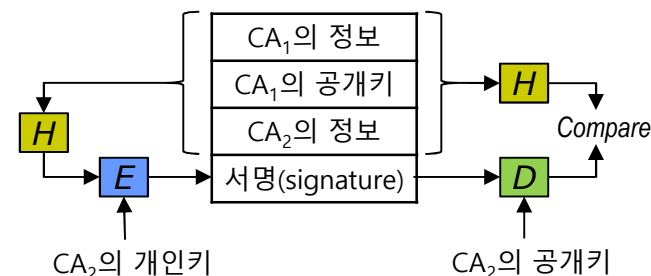 CA₁의 정보
CA₁의 공개키
CA₂의 정보
서명(signature)
H
E
H
D
Compare
CA₂의 개인키
CA₂의 공개키